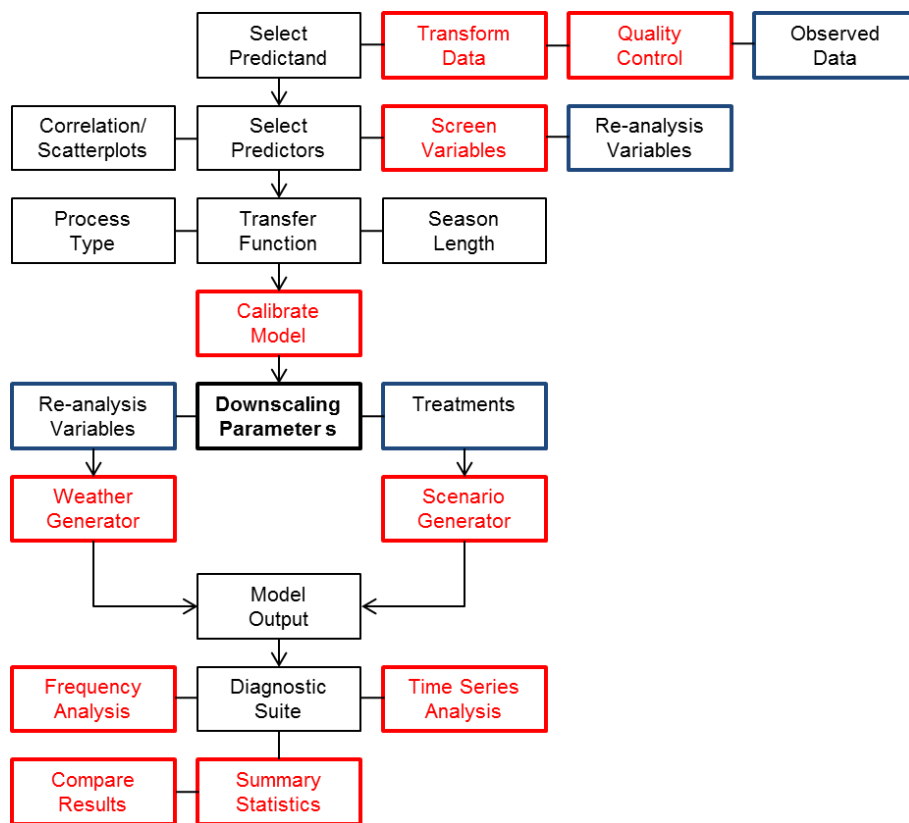 Select
Predictand
Transform
Data
Quality
Control
Observed
Data
Correlation/
Scatterplots
Select
Predictors
Screen
Variables
Re-analysis
Variables
Process
Type
Transfer
Function
Season
Length
Calibrate
Model
Re-analysis
Variables
Downscaling
Parameter s
Treatments
Weather
Generator
Scenario
Generator
Model
Output
Frequency
Analysis
Diagnostic
Suite
Time Series
Analysis
Compare
Results
Summary
Statistics